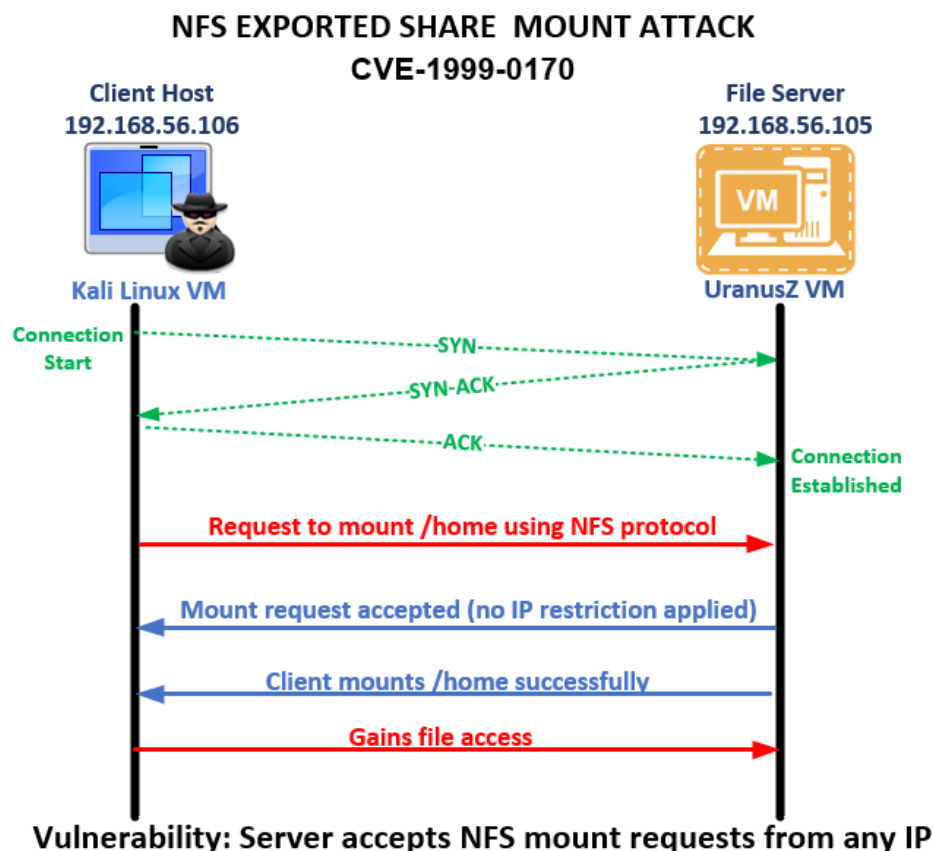 NFS EXPORTED SHARE MOUNT ATTACK
CVE-1999-0170
Client Host
192.168.56.106
File Server
192.168.56.105
VM
Kali Linux VM
UranusZ VM
Connection
Start
SYN
SYN-ACK
ACK
Connection
Established
Request to mount /home using NFS protocol
Mount request accepted (no IP restriction applied)
Client mounts /home successfully
Gains file access
Vulnerability: Server accepts NFS mount requests from any IP